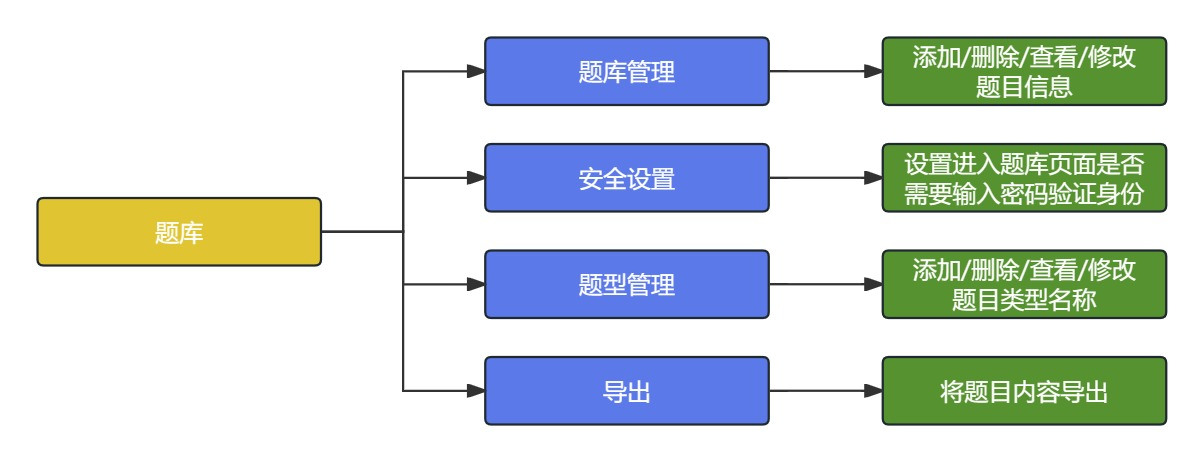 题库
题库管理
添加/删除/查看/修改
题目信息
安全设置
设置进入题库页面是否
需要输入密码验证身份
题型管理
添加/删除/查看/修改
题目类型名称
导出
将题目内容导出